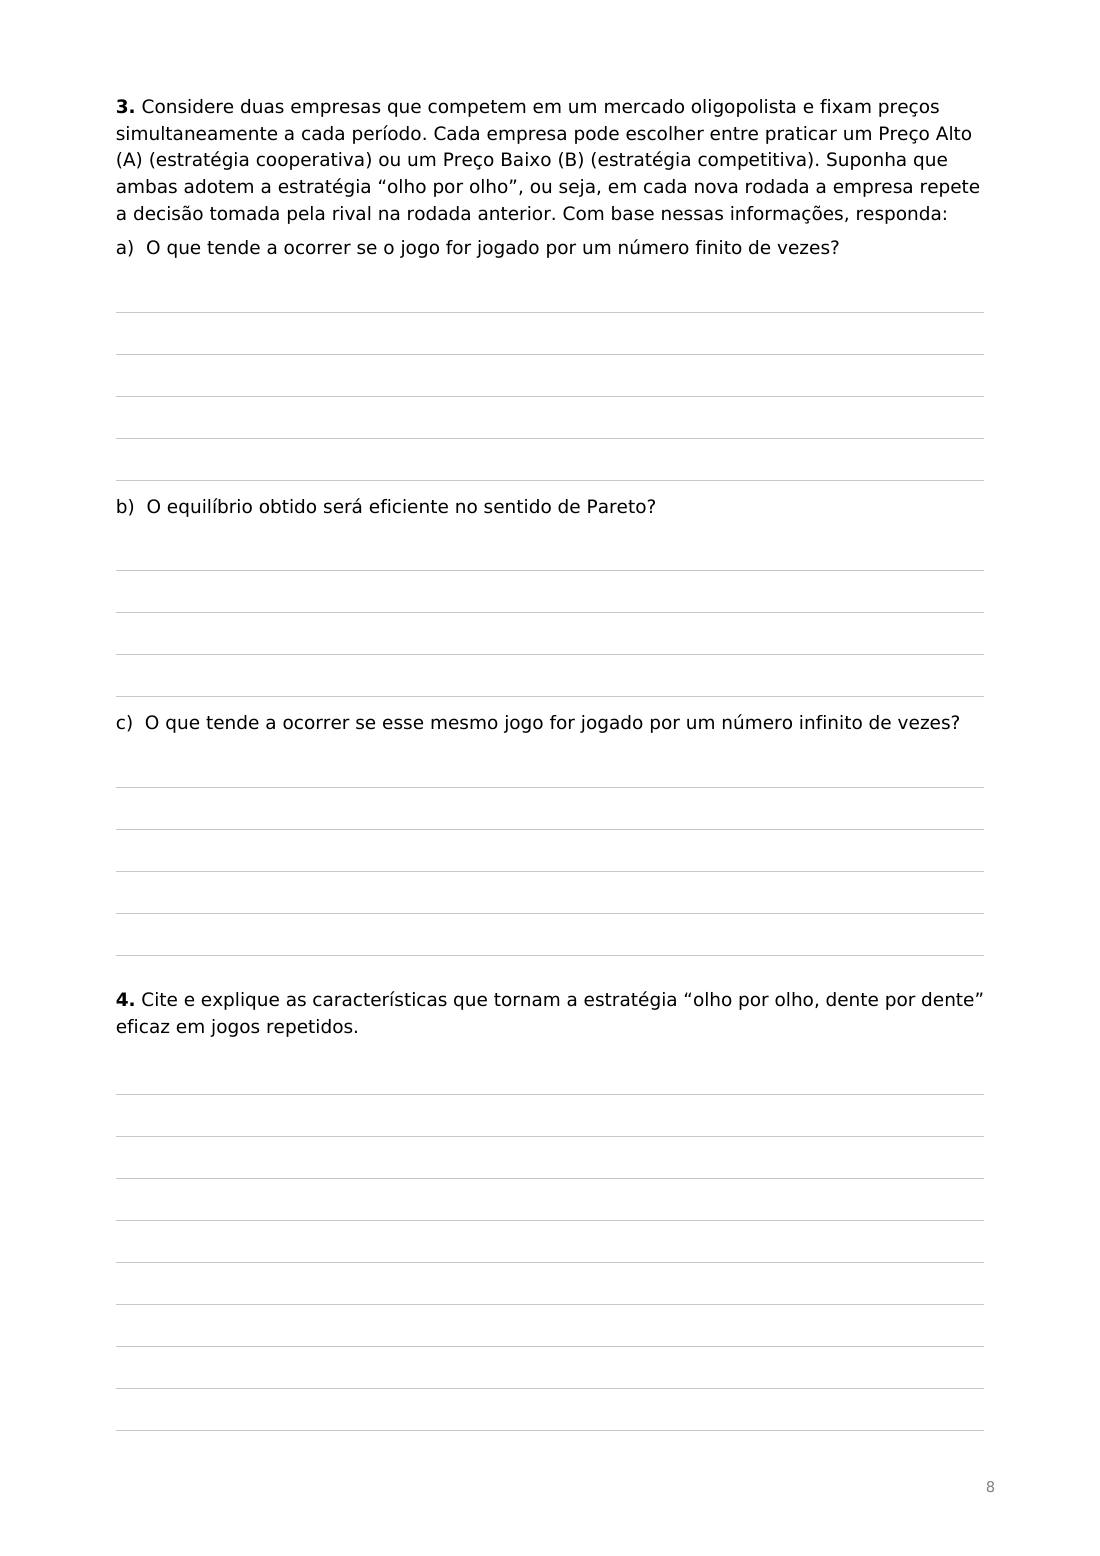 3. Considere duas empresas que competem em um mercado oligopolista e fixam preços
simultaneamente a cada período. Cada empresa pode escolher entre praticar um Preço Alto
(A) (estratégia cooperativa) ou um Preço Baixo (B) (estratégia competitiva). Suponha que
ambas adotem a estratégia “olho por olho”, ou seja, em cada nova rodada a empresa repete
a decisão tomada pela rival na rodada anterior. Com base nessas informações, responda:
a) O que tende a ocorrer se o jogo for jogado por um número finito de vezes?
b) O equilíbrio obtido será eficiente no sentido de Pareto?
c) O que tende a ocorrer se esse mesmo jogo for jogado por um número infinito de vezes?
4. Cite e explique as características que tornam a estratégia “olho por olho, dente por dente”
eficaz em jogos repetidos.
8